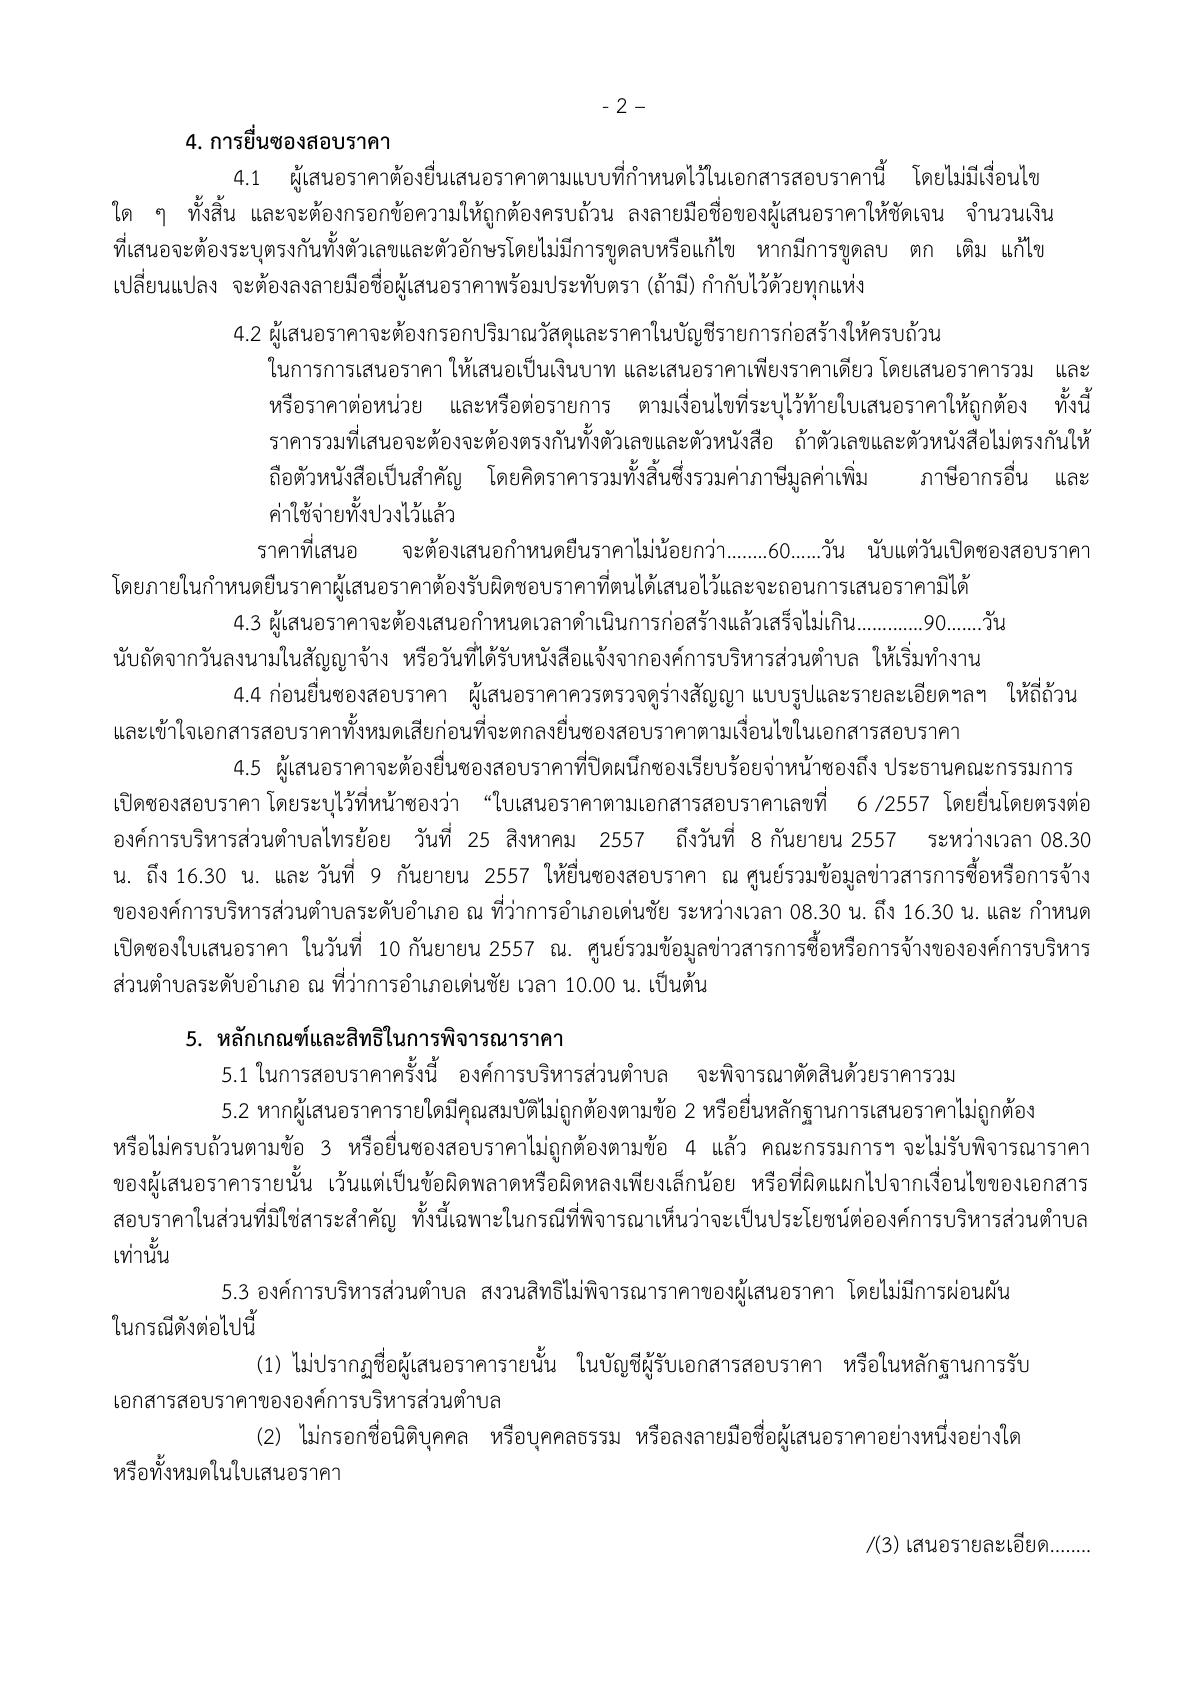 - 2 –
4. การยื่นซองสอบราคา
4.1 ผู้เสนอราคาต้องยื่นเสนอราคาตามแบบที่กำหนดไว้ในเอกสารสอบราคานี้ โดยไม่มีเงื่อนไข
ใด ๆ ทั้งสิ้น และจะต้องกรอกข้อความให้ถูกต้องครบถ้วน ลงลายมือชื่อของผู้เสนอราคาให้ชัดเจน จำนวนเงิน
ที่เสนอจะต้องระบุตรงกันทั้งตัวเลขและตัวอักษรโดยไม่มีการขูดลบหรือแก้ไข หากมีการขูดลบ ตก เติม แก้ไข
เปลี่ยนแปลง จะต้องลงลายมือชื่อผู้เสนอราคาพร้อมประทับตรา (ถ้ามี) กำกับไว้ด้วยทุกแห่ง
4.2 ผู้เสนอราคาจะต้องกรอกปริมาณวัสดุและราคาในบัญชีรายการก่อสร้างให้ครบถ้วน
ในการการเสนอราคา ให้เสนอเป็นเงินบาท และเสนอราคาเพียงราคาเดียว โดยเสนอราคารวม และ
หรือราคาต่อหน่วย และหรือต่อรายการ ตามเงื่อนไขที่ระบุไว้ท้ายใบเสนอราคาให้ถูกต้อง ทั้งนี้
ราคารวมที่เสนอจะต้องจะต้องตรงกันทั้งตัวเลขและตัวหนังสือ ถ้าตัวเลขและตัวหนังสือไม่ตรงกันให้
ถือตัวหนังสือเป็นสำคัญ โดยคิดราคารวมทั้งสิ้นซึ่งรวมค่าภาษีมูลค่าเพิ่ม ภาษีอากรอื่น และ
ค่าใช้จ่ายทั้งปวงไว้แล้ว
ราคาที่เสนอ จะต้องเสนอกำหนดยืนราคาไม่น้อยกว่า........60......วัน นับแต่วันเปิดซองสอบราคา
โดยภายในกำหนดยืนราคาผู้เสนอราคาต้องรับผิดชอบราคาที่ตนได้เสนอไว้และจะถอนการเสนอราคามิได้
4.3 ผู้เสนอราคาจะต้องเสนอกำหนดเวลาดำเนินการก่อสร้างแล้วเสร็จไม่เกิน.............90.......วัน
นับถัดจากวันลงนามในสัญญาจ้าง หรือวันที่ได้รับหนังสือแจ้งจากองค์การบริหารส่วนตำบล ให้เริ่มทำงาน
4.4 ก่อนยื่นซองสอบราคา ผู้เสนอราคาควรตรวจดูร่างสัญญา แบบรูปและรายละเอียดฯลฯ ให้ถี่ถ้วน
และเข้าใจเอกสารสอบราคาทั้งหมดเสียก่อนที่จะตกลงยื่นซองสอบราคาตามเงื่อนไขในเอกสารสอบราคา
4.5 ผู้เสนอราคาจะต้องยื่นซองสอบราคาที่ปิดผนึกซองเรียบร้อยจ่าหน้าซองถึง ประธานคณะกรรมการ
เปิดซองสอบราคา โดยระบุไว้ที่หน้าซองว่า “ใบเสนอราคาตามเอกสารสอบราคาเลขที่ 6 /2557 โดยยื่นโดยตรงต่อ
องค์การบริหารส่วนตำบลไทรย้อย วันที่ 25 สิงหาคม 2557 ถึงวันที่ 8 กันยายน 2557 ระหว่างเวลา 08.30
น. ถึง 16.30 น. และ วันที่ 9 กันยายน 2557 ให้ยื่นซองสอบราคา ณ ศูนย์รวมข้อมูลข่าวสารการซื้อหรือการจ้าง
ขององค์การบริหารส่วนตำบลระดับอำเภอ ณ ที่ว่าการอำเภอเด่นชัย ระหว่างเวลา 08.30 น. ถึง 16.30 น. และ กำหนด
เปิดซองใบเสนอราคา ในวันที่ 10 กันยายน 2557 ณ. ศูนย์รวมข้อมูลข่าวสารการซื้อหรือการจ้างขององค์การบริหาร
ส่วนตำบลระดับอำเภอ ณ ที่ว่าการอำเภอเด่นชัย เวลา 10.00 น. เป็นต้น
5. หลักเกณฑ์และสิทธิในการพิจารณาราคา
5.1 ในการสอบราคาครั้งนี้ องค์การบริหารส่วนตำบล จะพิจารณาตัดสินด้วยราคารวม
5.2 หากผู้เสนอราคารายใดมีคุณสมบัติไม่ถูกต้องตามข้อ 2 หรือยื่นหลักฐานการเสนอราคาไม่ถูกต้อง
หรือไม่ครบถ้วนตามข้อ 3 หรือยื่นซองสอบราคาไม่ถูกต้องตามข้อ 4 แล้ว คณะกรรมการฯ จะไม่รับพิจารณาราคา
ของผู้เสนอราคารายนั้น เว้นแต่เป็นข้อผิดพลาดหรือผิดหลงเพียงเล็กน้อย หรือที่ผิดแผกไปจากเงื่อนไขของเอกสาร
สอบราคาในส่วนที่มิใช่สาระสำคัญ ทั้งนี้เฉพาะในกรณีที่พิจารณาเห็นว่าจะเป็นประโยชน์ต่อองค์การบริหารส่วนตำบล
เท่านั้น
5.3 องค์การบริหารส่วนตำบล สงวนสิทธิไม่พิจารณาราคาของผู้เสนอราคา โดยไม่มีการผ่อนผัน
ในกรณีดังต่อไปนี้
(1) ไม่ปรากฏชื่อผู้เสนอราคารายนั้น ในบัญชีผู้รับเอกสารสอบราคา หรือในหลักฐานการรับ
เอกสารสอบราคาขององค์การบริหารส่วนตำบล
(2) ไม่กรอกชื่อนิติบุคคล หรือบุคคลธรรม หรือลงลายมือชื่อผู้เสนอราคาอย่างหนึ่งอย่างใด
หรือทั้งหมดในใบเสนอราคา
/(3) เสนอรายละเอียด........